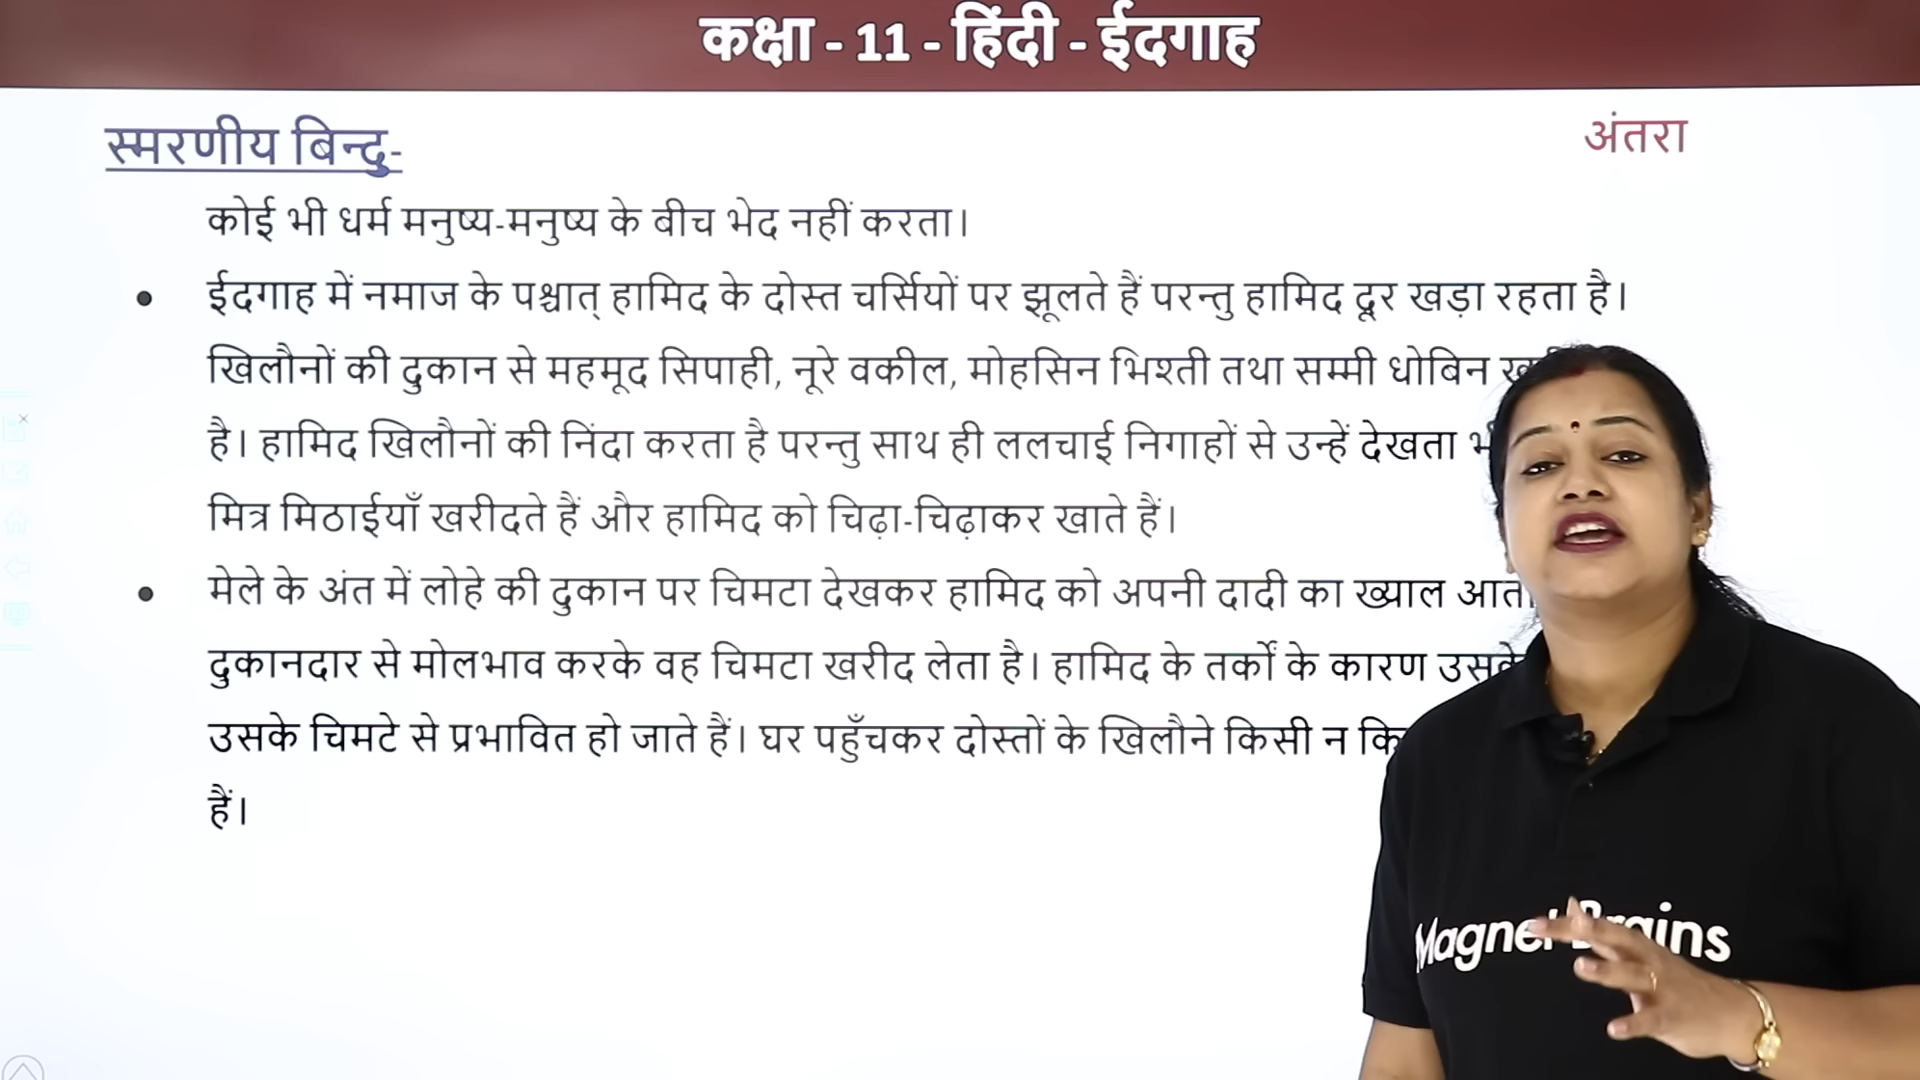 कक्षा - 11 - हिंदी - ईदगाह
स्मरणीय बिन्दु-
अंतरा
कोई भी धर्म मनुष्य-मनुष्य के बीच भेद नहीं करता।
• ईदगाह में नमाज के पश्चात् हामिद के दोस्त चर्सियों पर झूलते हैं परन्तु हामिद दूर खड़ा रहता है।
खिलौनों की दुकान से महमूद सिपाही, नूरे वकील, मोहसिन भिश्ती तथा सम्मी धोबिन
है। हामिद खिलौनों की निंदा करता है परन्तु साथ ही ललचाई निगाहों से उन्हें देखता
मित्र मिठाईयाँ खरीदते हैं और हामिद को चिढ़ा-चिढ़ाकर खाते हैं।
• मेले के अंत में लोहे की दुकान पर चिमटा देखकर हामिद को अपनी दादी का ख्याल
दुकानदार से मोलभाव करके वह चिमटा खरीद लेता है। हामिद के तर्कों के कारण
उसके चिमटे से प्रभावित हो जाते हैं। घर पहुँचकर दोस्तों के खिलौने किसी न
हैं।
Magnet Brains